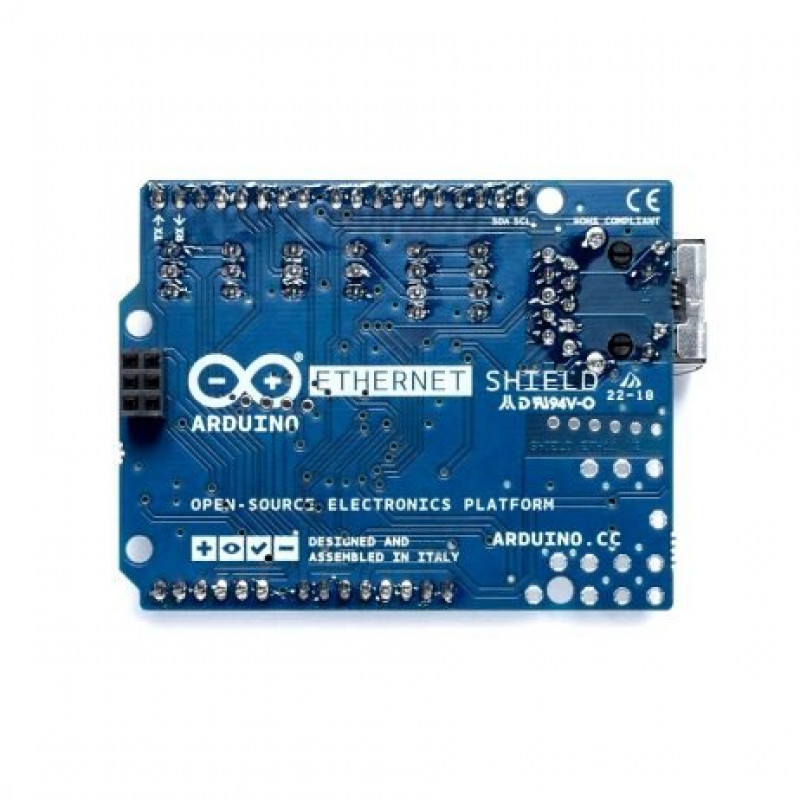 CE
SDA SCL
ROHS COMPLIANT
TX→
RX←
®
ETHERNET SHIELD
22-18
94V-0
ARDUINO
OPEN-SOURCE ELECTRONICS PLATFORM
DESIGNED AND
ASSEMBLED IN ITALY
ARDUINO.CC